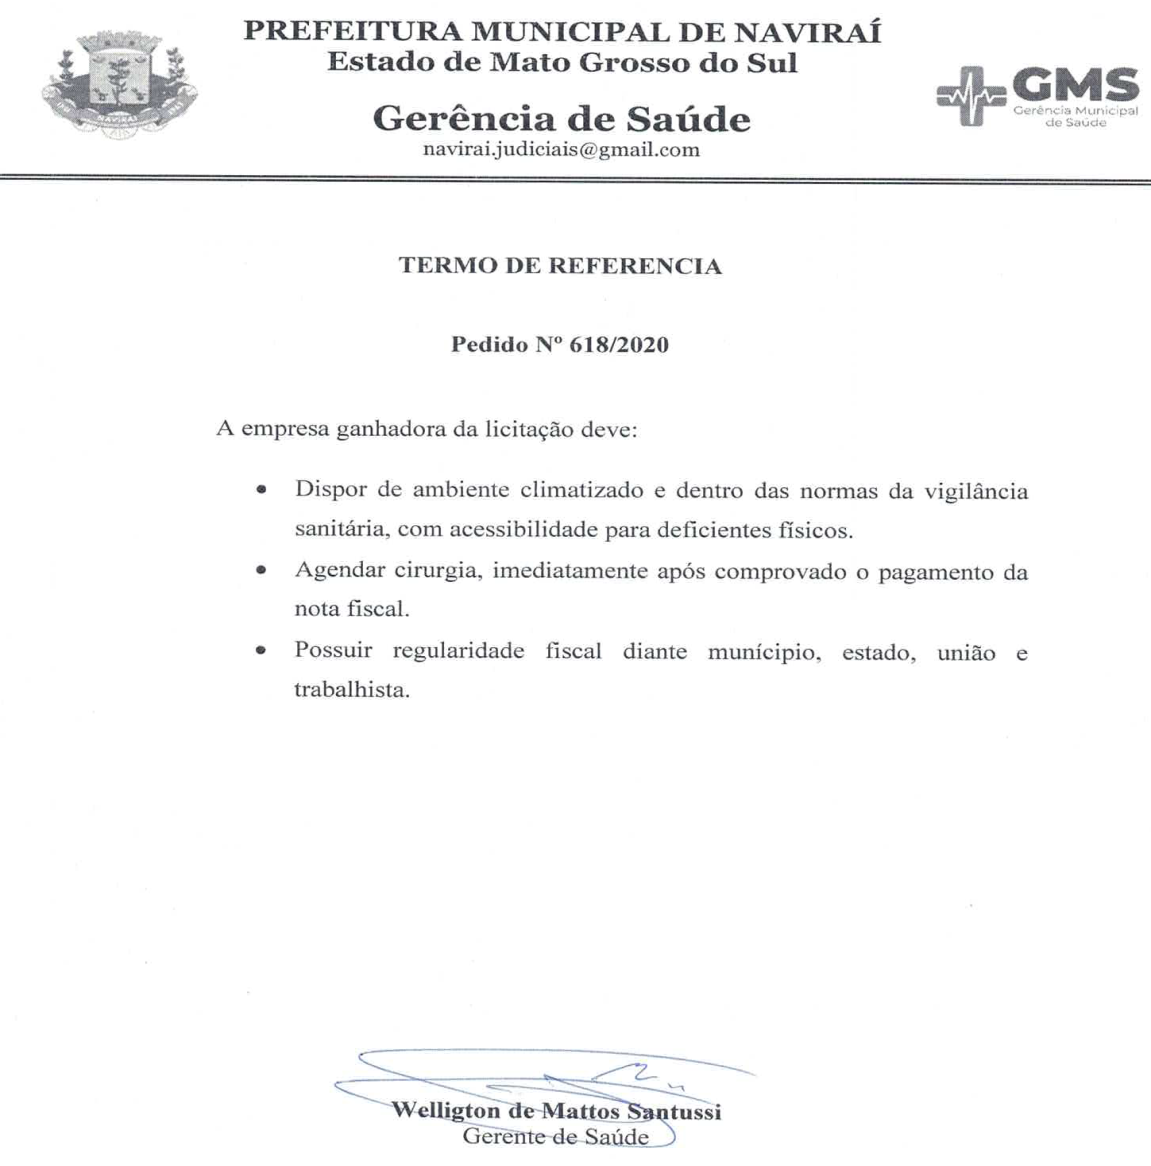 PREFEITURA MUNICIPAL DE NAVIRAÍ
Estado de Mato Grosso do Sul
Gerência de Saúde
navirai.judiciais@gmail.com
GMS
Gerência Municipal
de Saúde
NAVIRAI
TERMO DE REFERENCIA
Pedido Nº 618/2020
A empresa ganhadora da licitação deve:
• Dispor de ambiente climatizado e dentro das normas da vigilância
sanitária, com acessibilidade para deficientes físicos.
• Agendar cirurgia, imediatamente após comprovado o pagamento da
nota fiscal.
• Possuir regularidade fiscal diante munícipio, estado, união e
trabalhista.
Welligton de Mattos Santussi
Gerente de Saúde